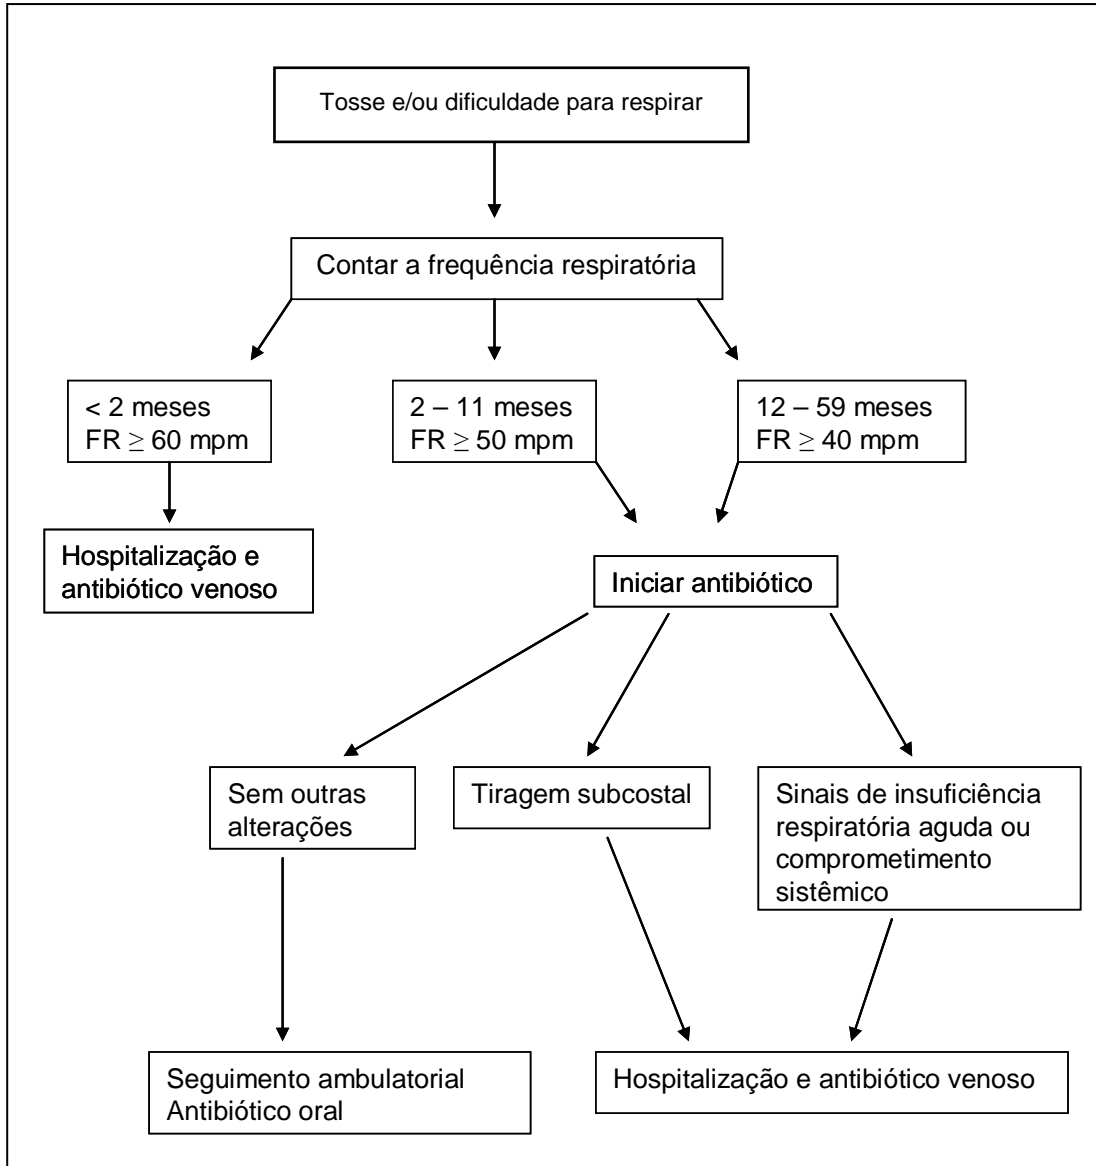 Tosse e/ou dificuldade para respirar
Contar a frequência respiratória
< 2 meses
FR ≥ 60 mpm
2 – 11 meses
FR ≥ 50 mpm
12 – 59 meses
FR ≥ 40 mpm
Hospitalização e
antibiótico venoso
Iniciar antibiótico
Sem outras
alterações
Tiragem subcostal
Sinais de insuficiência
respiratória aguda ou
comprometimento
sistêmico
Seguimento ambulatorial
Antibiótico oral
Hospitalização e antibiótico venoso